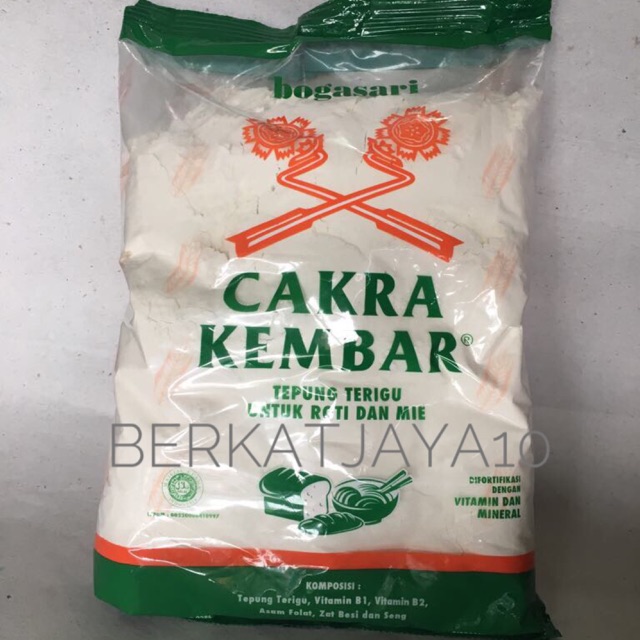 bogasari
CAKRA
KEMBAR®
TEPUNG TERIGU
UNTUK ROTI DAN MIE
BERKATJAYA10
DIFORTIFIKASI
DENGAN
VITAMIN DAN
MINERAL
KOMPOSISI :
Tepung Terigu, Vitamin B1, Vitamin B2,
Asam Folat, Zat Besi dan Seng